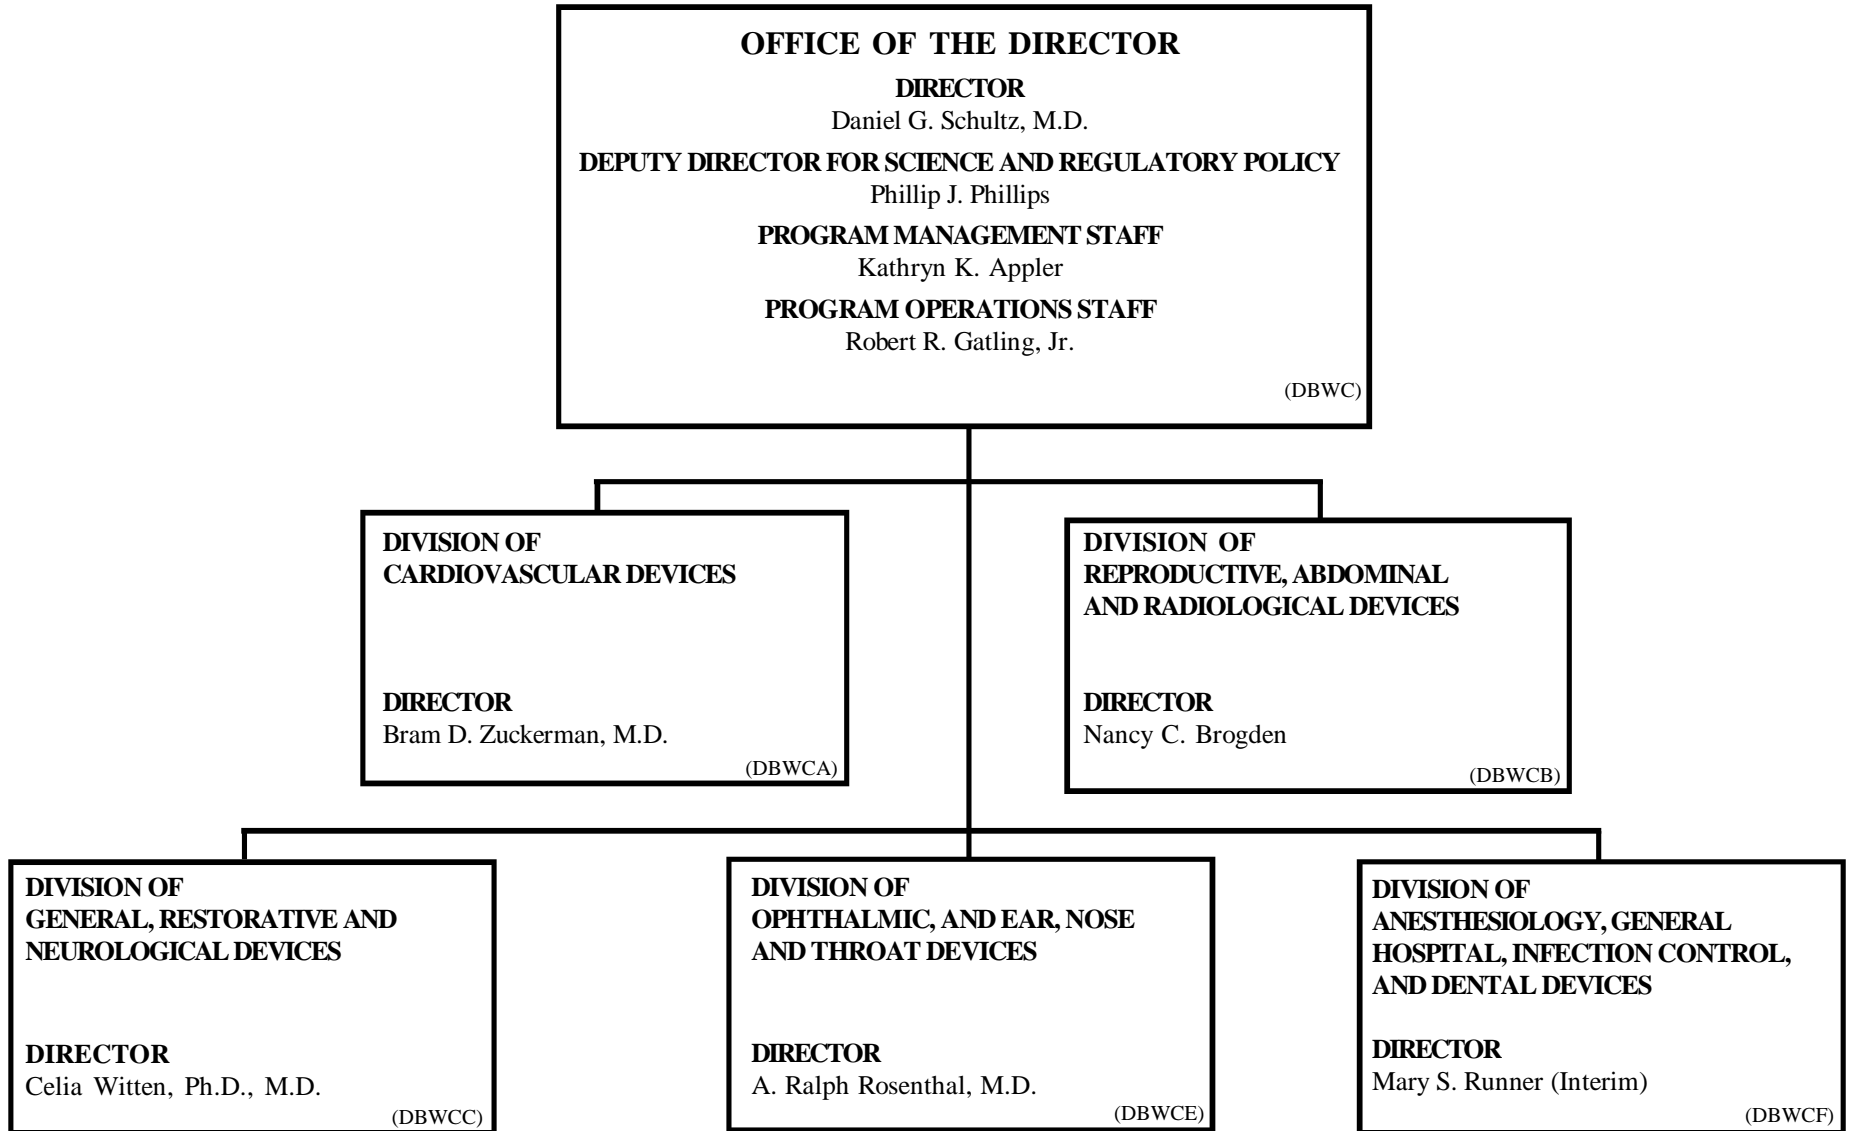 OFFICE OF THE DIRECTOR
DIRECTOR
Daniel G. Schultz, M.D.
DEPUTY DIRECTOR FOR SCIENCE AND REGULATORY POLICY
Phillip J. Phillips
PROGRAM MANAGEMENT STAFF
Kathryn K. Appler
PROGRAM OPERATIONS STAFF
Robert R. Gatling, Jr.
(DBWC)
DIVISION OF
CARDIOVASCULAR DEVICES
DIRECTOR
Bram D. Zuckerman, M.D.
(DBWCA)
DIVISION OF
REPRODUCTIVE, ABDOMINAL
AND RADIOLOGICAL DEVICES
DIRECTOR
Nancy C. Brogden
(DBWCB)
DIVISION OF
GENERAL, RESTORATIVE AND
NEUROLOGICAL DEVICES
DIRECTOR
Celia Witten, Ph.D., M.D.
(DBWCC)
DIVISION OF
OPHTHALMIC, AND EAR, NOSE
AND THROAT DEVICES
DIRECTOR
A. Ralph Rosenthal, M.D.
(DBWCE)
DIVISION OF
ANESTHESIOLOGY, GENERAL
HOSPITAL, INFECTION CONTROL,
AND DENTAL DEVICES
DIRECTOR
Mary S. Runner (Interim)
(DBWCF)